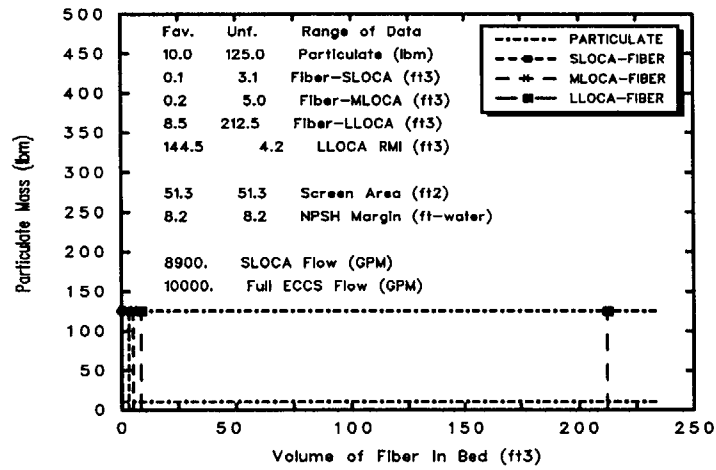 500
450
400
350
300
250
200
150
100
50
0
Particulate Mass (lbm)
Fav. Unf. Range of Data
10.0 125.0 Particulate (lbm)
0.1 3.1 Fiber-SLOCA (ft3)
0.2 5.0 Fiber-MLOCA (ft3)
8.5 212.5 Fiber-LLOCA (ft3)
144.5 4.2 LLOCA RMI (ft3)
51.3 51.3 Screen Area (ft2)
8.2 8.2 NPSH Margin (ft-water)
8900. SLOCA Flow (GPM)
10000. Full ECCS Flow (GPM)
PARTICULATE
SLOCA-FIBER
MLOCA-FIBER
LLOCA-FIBER
0 50 100 150 200 250
Volume of Fiber In Bed (ft3)